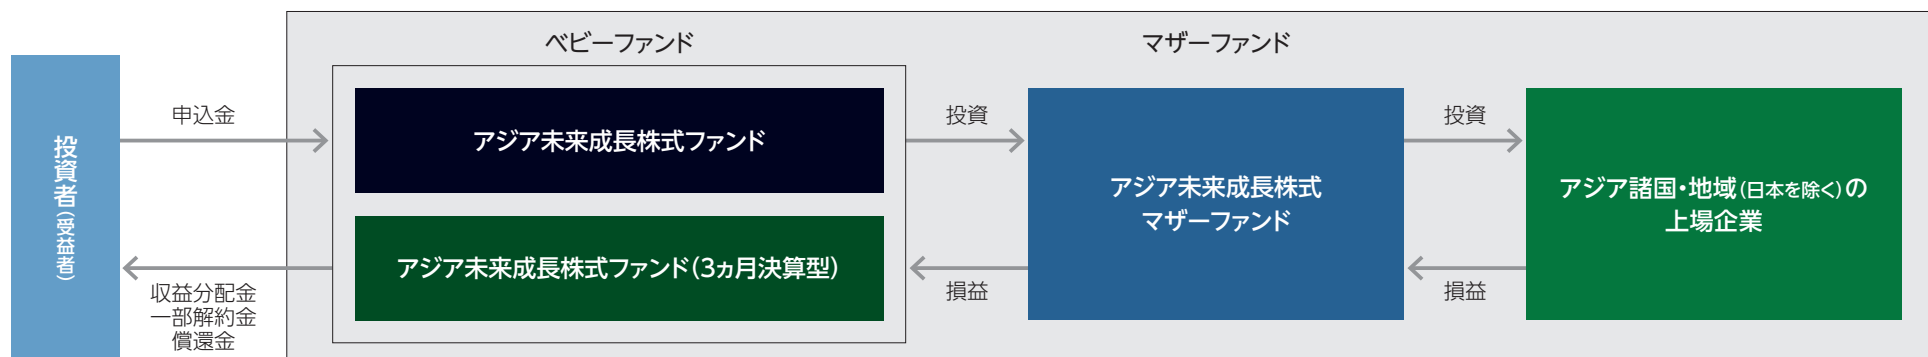 ベビーファンド
マザーファンド
投資者(受益者)
申込金
アジア未来成長株式ファンド
投資
アジア未来成長株式
マザーファンド
投資
アジア諸国・地域(日本を除く)の
上場企業
アジア未来成長株式ファンド(3ヵ月決算型)
収益分配金
一部解約金
償還金
損益
損益